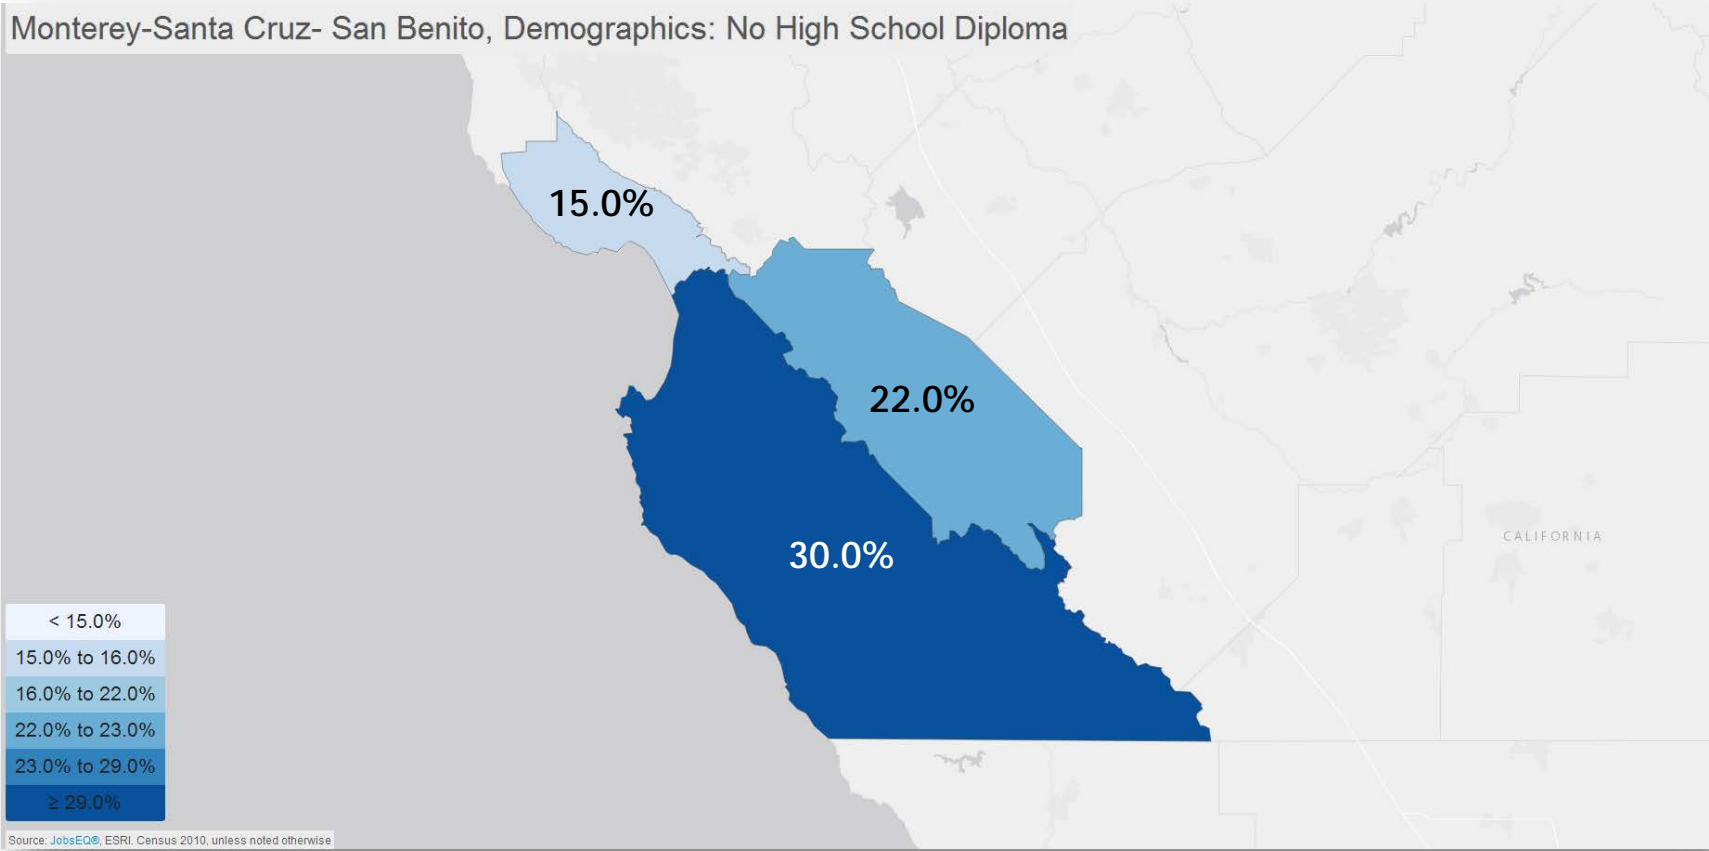 Monterey-Santa Cruz- San Benito, Demographics: No High School Diploma
15.0%
22.0%
30.0%
CALIFORNIA
< 15.0%
15.0% to 16.0%
16.0% to 22.0%
22.0% to 23.0%
23.0% to 29.0%
≥ 29.0%
Source: JobsEQ®, ESRI. Census 2010, unless noted otherwise